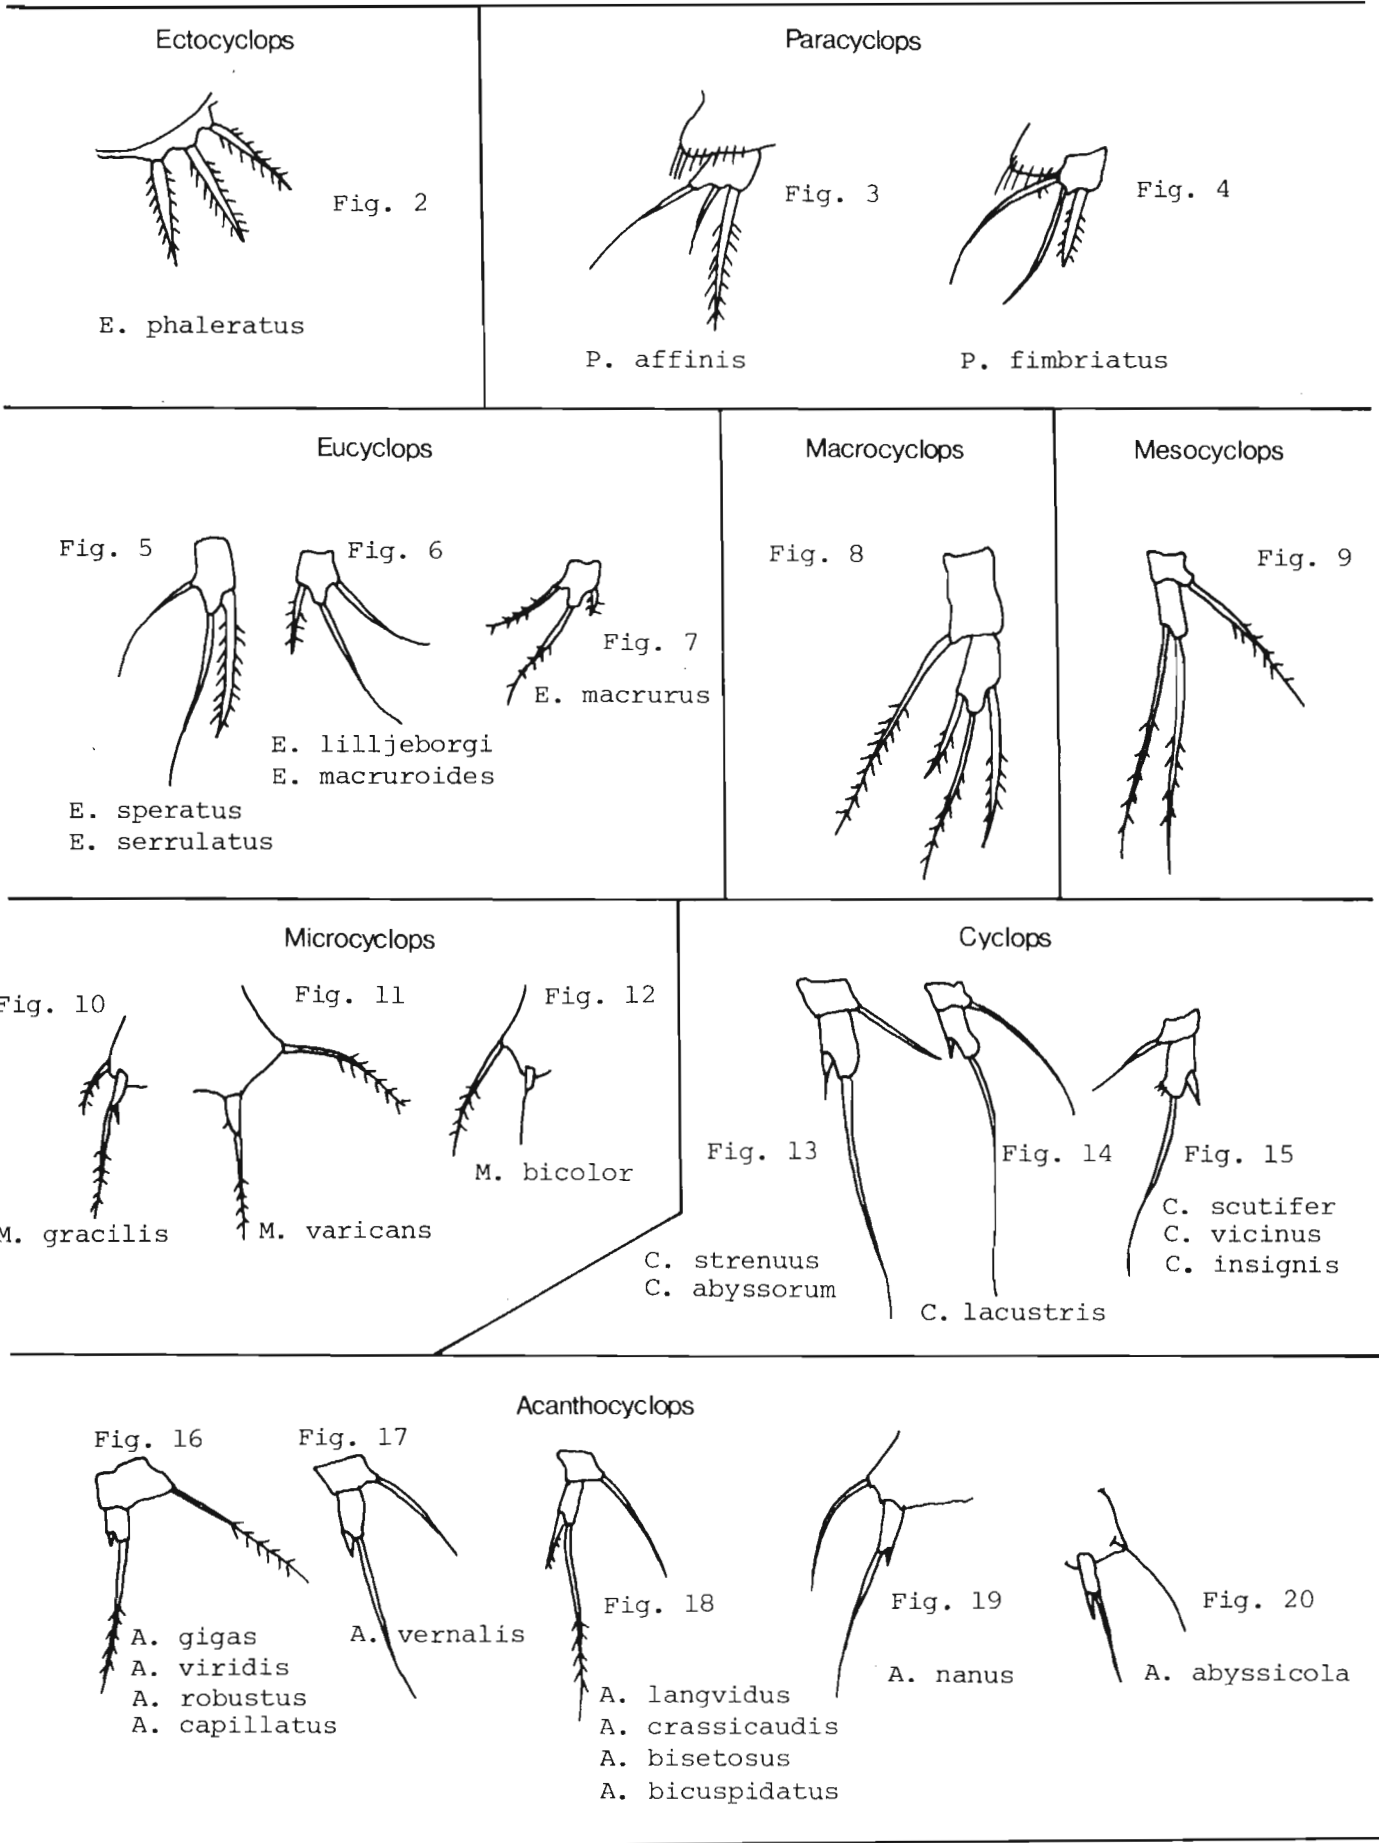 Ectocyclops
Fig. 2
E. phaleratus
Paracyclops
Fig. 3
P. affinis
Fig. 4
P. fimbriatus
Eucyclops
Fig. 5
E. speratus
E. serrulatus
Fig. 6
E. lilljeborgi
E. macruroides
Fig. 7
E. macrurus
Macrocyclops
Fig. 8
Mesocyclops
Fig. 9
Microcyclops
Fig. 10
M. gracilis
Fig. 11
M. varicans
Fig. 12
M. bicolor
Cyclops
Fig. 13
C. strenuus
C. abyssorum
Fig. 14
C. lacustris
Fig. 15
C. scutifer
C. vicinus
C. insignis
Acanthocyclops
Fig. 16
A. gigas
A. viridis
A. robustus
A. capillatus
Fig. 17
A. vernalis
Fig. 18
A. langvidus
A. crassicaudis
A. bisetosus
A. bicuspidatus
Fig. 19
A. nanus
Fig. 20
A. abyssicola